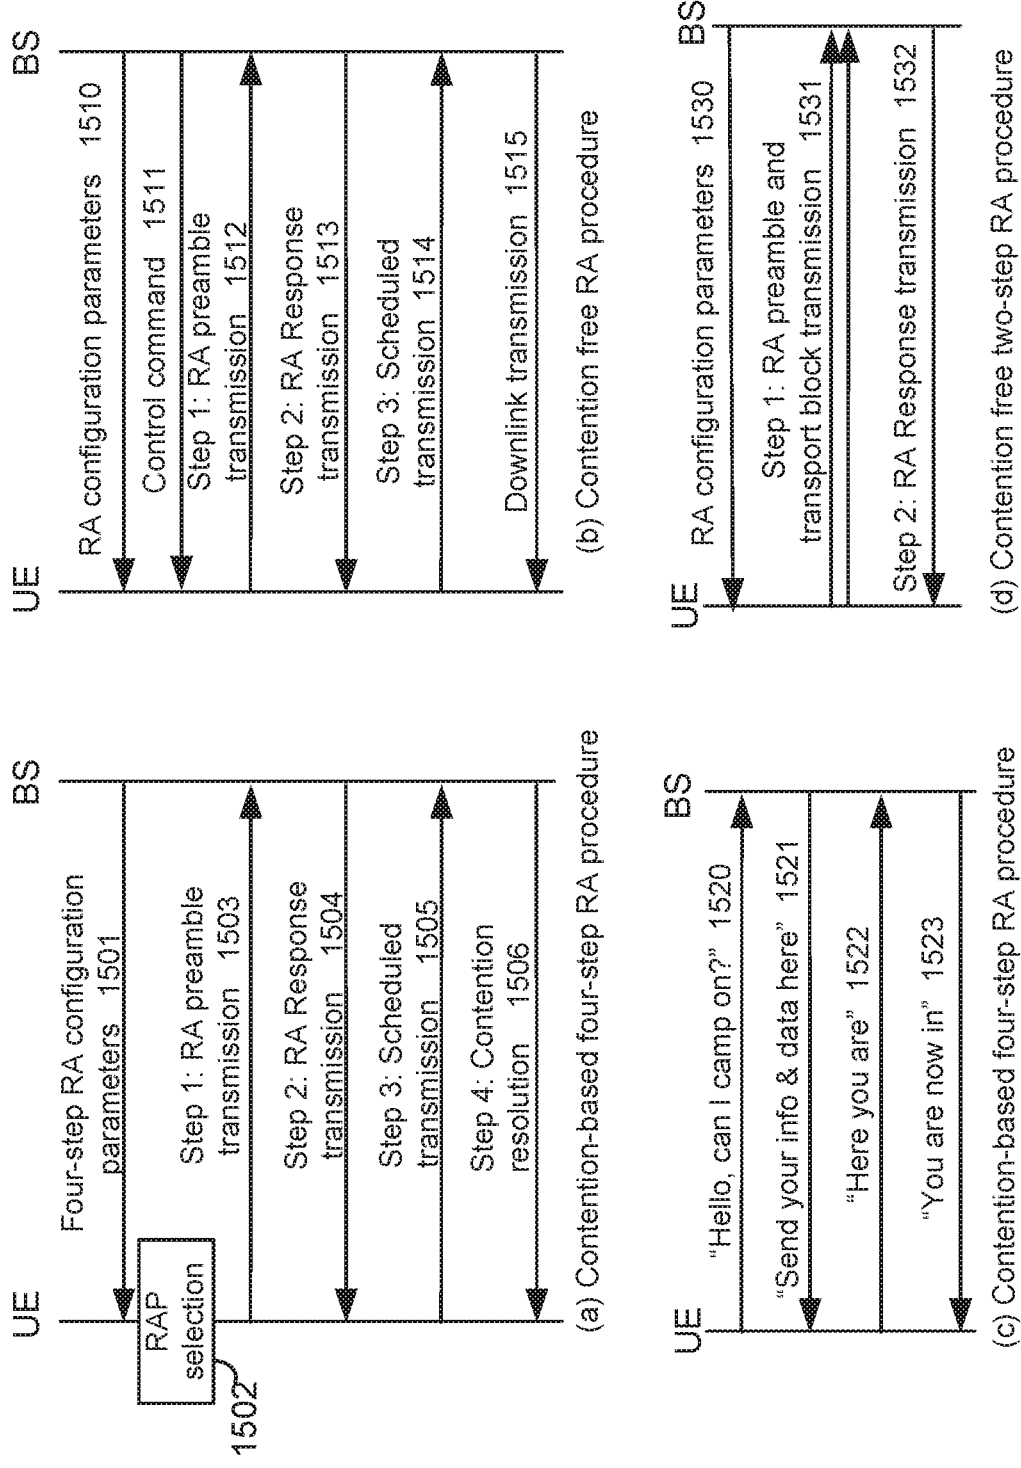 UE
BS
Four-step RA configuration
parameters 1501
RAP
selection
1502
Step 1: RA preamble
transmission 1503
Step 2: RA Response
transmission 1504
Step 3: Scheduled
transmission 1505
Step 4: Contention
resolution 1506
(a) Contention-based four-step RA procedure
UE
BS
RA configuration parameters 1510
Control command 1511
Step 1: RA preamble
transmission 1512
Step 2: RA Response
transmission 1513
Step 3: Scheduled
transmission 1514
Downlink transmission 1515
(b) Contention free RA procedure
UE
BS
“Hello, can I camp on?” 1520
“Send your info & data here” 1521
“Here you are” 1522
“You are now in” 1523
(c) Contention-based four-step RA procedure
UE
BS
RA configuration parameters 1530
Step 1: RA preamble and
transport block transmission 1531
Step 2: RA Response transmission 1532
(d) Contention free two-step RA procedure